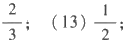 2/3; (13) 1/2;